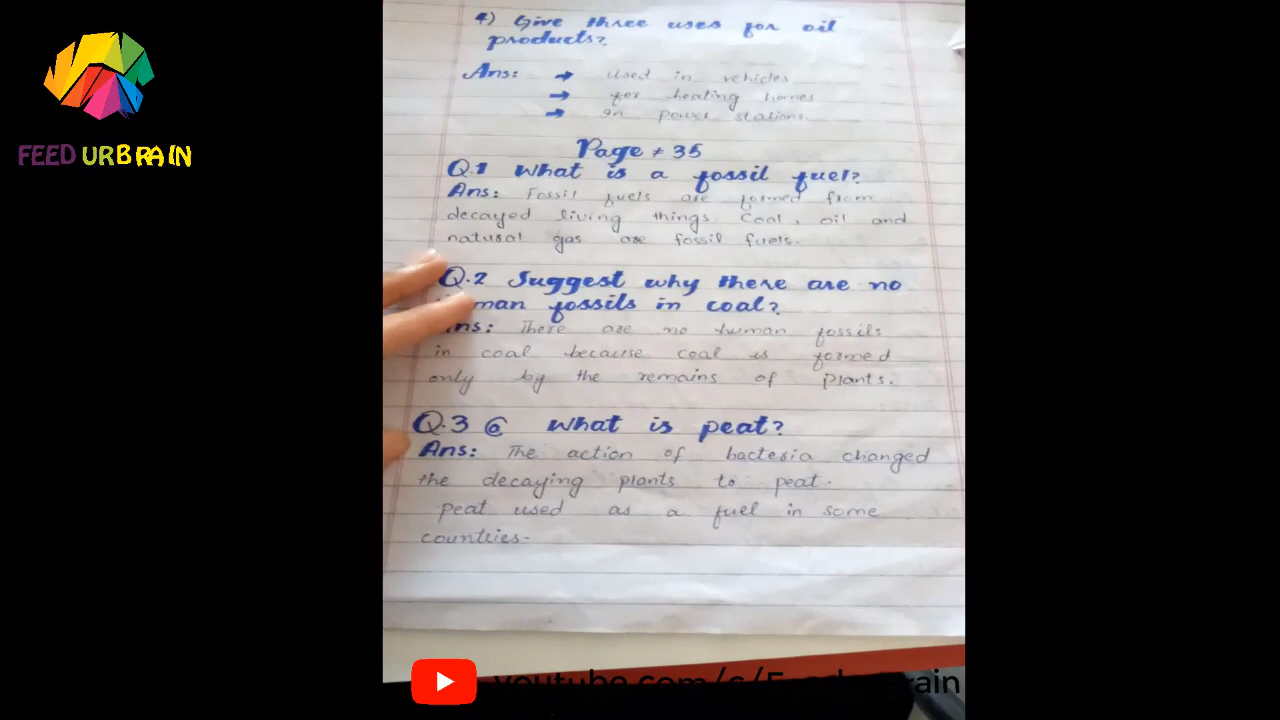 FEED URBRAIN
4) Give three uses for oil
products?
Ans: → used in vehicles
→ for heating homes
→ In power stations.
Page # 35
Q.1 What is a fossil fuel?
Ans: Fossil fuels are formed from
decayed living things. Coal, oil and
natural gas are fossil fuels.
Q.2 Suggest why there are no
man fossils in coal?
Ans: There are no human fossils
in coal because coal is formed
only by the remains of plants.
Q.3 @ What is peat?
Ans: The action of bacteria changed
the decaying plants to peat.
peat used as a fuel in some
countries.
youtube.com/c/